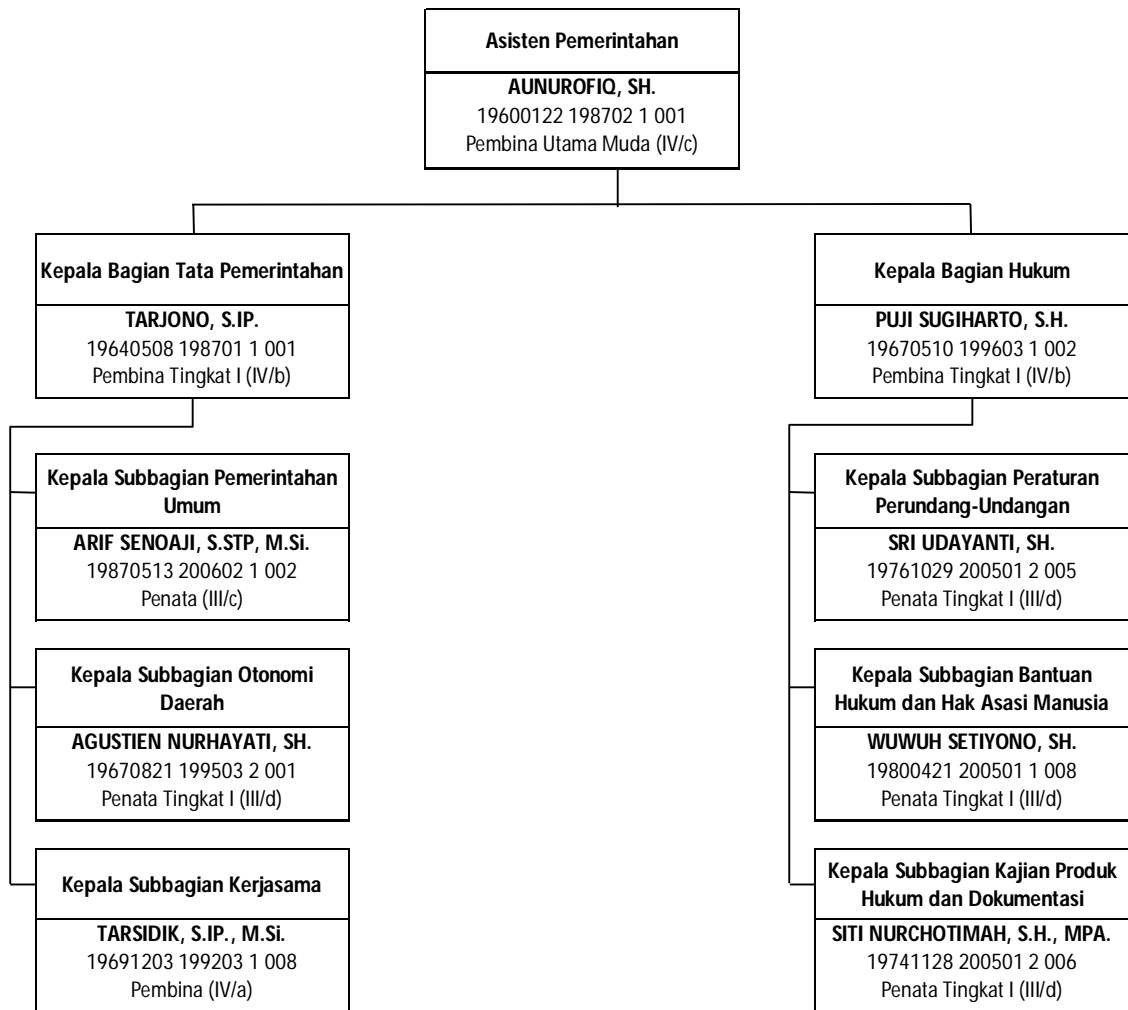 Asisten Pemerintahan
AUNUROFIQ, SH.
19600122 198702 1 001
Pembina Utama Muda (IV/c)
Kepala Bagian Tata Pemerintahan
TARJONO, S.IP.
19640508 198701 1 001
Pembina Tingkat I (IV/b)
Kepala Subbagian Pemerintahan
Umum
ARIF SENOAJI, S.STP, M.Si.
19870513 200602 1 002
Penata (III/c)
Kepala Subbagian Otonomi
Daerah
AGUSTIEN NURHAYATI, SH.
19670821 199503 2 001
Penata Tingkat I (III/d)
Kepala Subbagian Kerjasama
TARSIDIK, S.IP., M.Si.
19691203 199203 1 008
Pembina (IV/a)
Kepala Bagian Hukum
PUJI SUGIHARTO, S.H.
19670510 199603 1 002
Pembina Tingkat I (IV/b)
Kepala Subbagian Peraturan
Perundang-Undangan
SRI UDAYANTI, SH.
19761029 200501 2 005
Penata Tingkat I (III/d)
Kepala Subbagian Bantuan
Hukum dan Hak Asasi Manusia
WUWUH SETIYONO, SH.
19800421 200501 1 008
Penata Tingkat I (III/d)
Kepala Subbagian Kajian Produk
Hukum dan Dokumentasi
SITI NURCHOTIMAH, S.H., MPA.
19741128 200501 2 006
Penata Tingkat I (III/d)